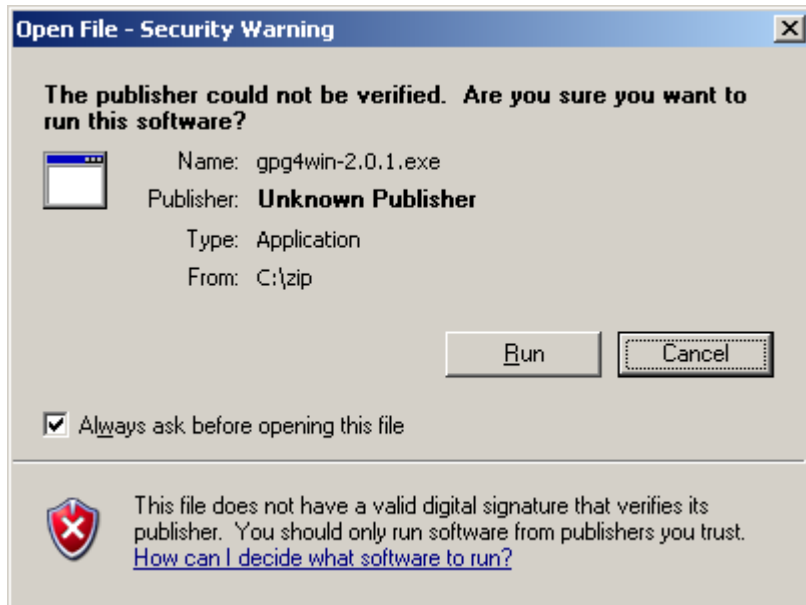 Open File - Security Warning
The publisher could not be verified. Are you sure you want to
run this software?
Name: gpg4win-2.0.1.exe
Publisher: Unknown Publisher
Type: Application
From: C:\zip
Run Cancel
Always ask before opening this file
This file does not have a valid digital signature that verifies its
publisher. You should only run software from publishers you trust.
How can I decide what software to run?